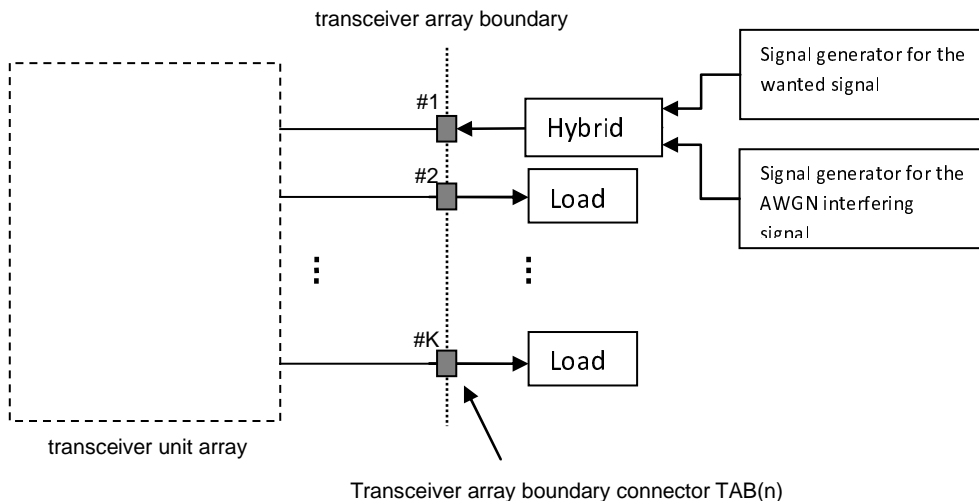 transceiver array boundary
Signal generator for the
wanted signal
#1
Hybrid
Signal generator for the
AWGN interfering
signal
#2
Load
#K
Load
transceiver unit array
Transceiver array boundary connector TAB(n)